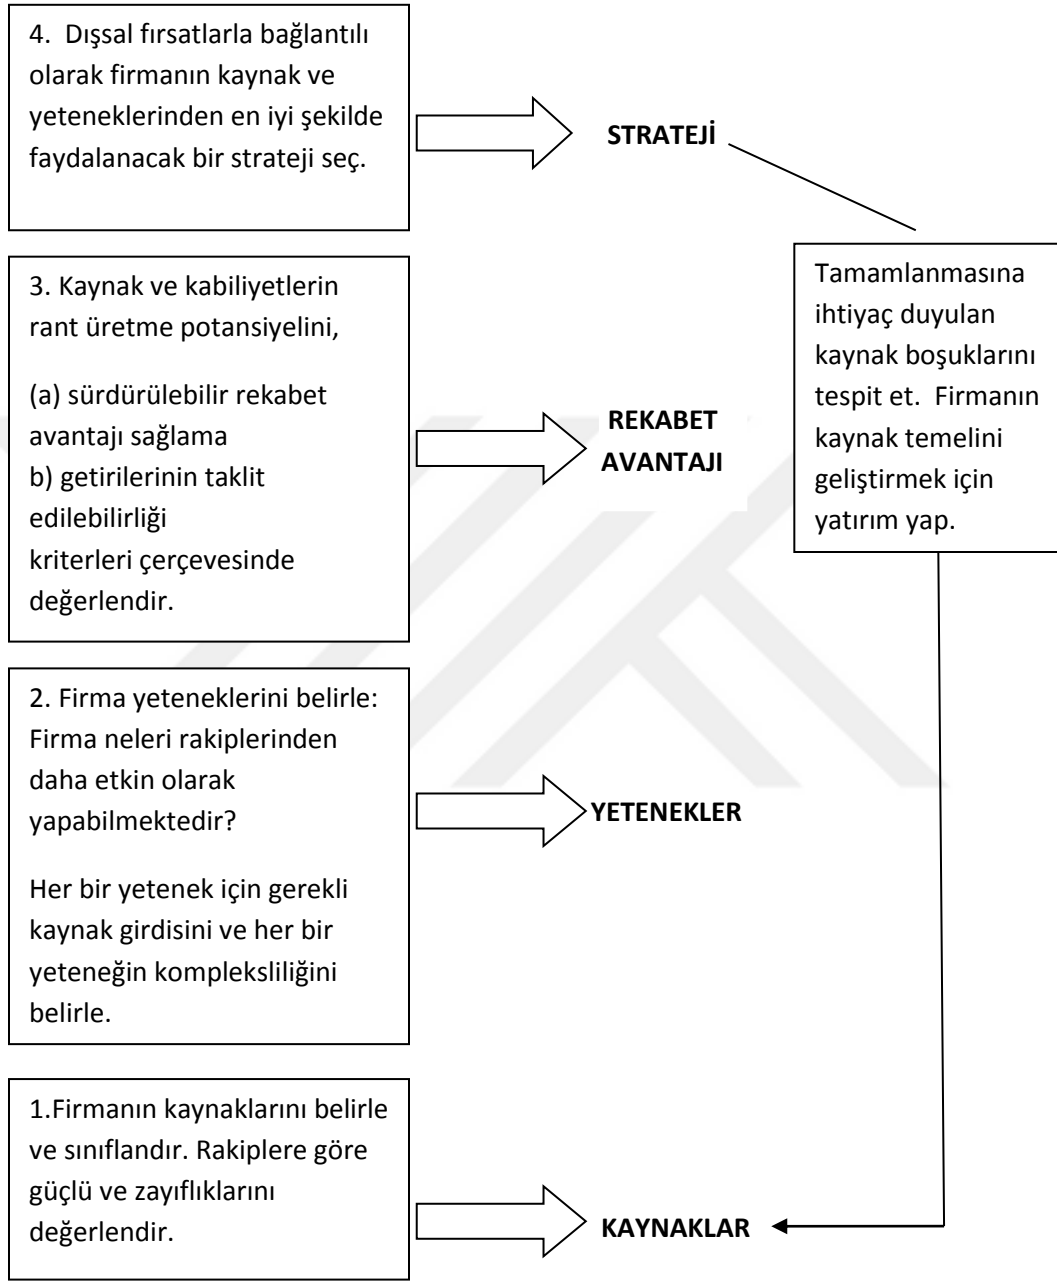 4.  Dışsal fırsatlarla bağlantılı
olarak firmanın kaynak ve
yeteneklerinden en iyi şekilde
faydalanacak bir strateji seç.
STRATEJİ
3. Kaynak ve kabiliyetlerin
rant üretme potansiyelini,
(a) sürdürülebilir rekabet
avantajı sağlama
b) getirilerinin taklit
edilebilirliği
kriterleri çerçevesinde
değerlendir.
REKABET
AVANTAJI
Tamamlanmasına
ihtiyaç duyulan
kaynak boşuklarını
tespit et.  Firmanın
kaynak temelini
geliştirmek için
yatırım yap.
2. Firma yeteneklerini belirle:
Firma neleri rakiplerinden
daha etkin olarak
yapabilmektedir?
Her bir yetenek için gerekli
kaynak girdisini ve her bir
yeteneğin kompleksliliğini
belirle.
YETENEKLER
1.Firmanın kaynaklarını belirle
ve sınıflandır. Rakiplere göre
güçlü ve zayıflıklarını
değerlendir.
KAYNAKLAR